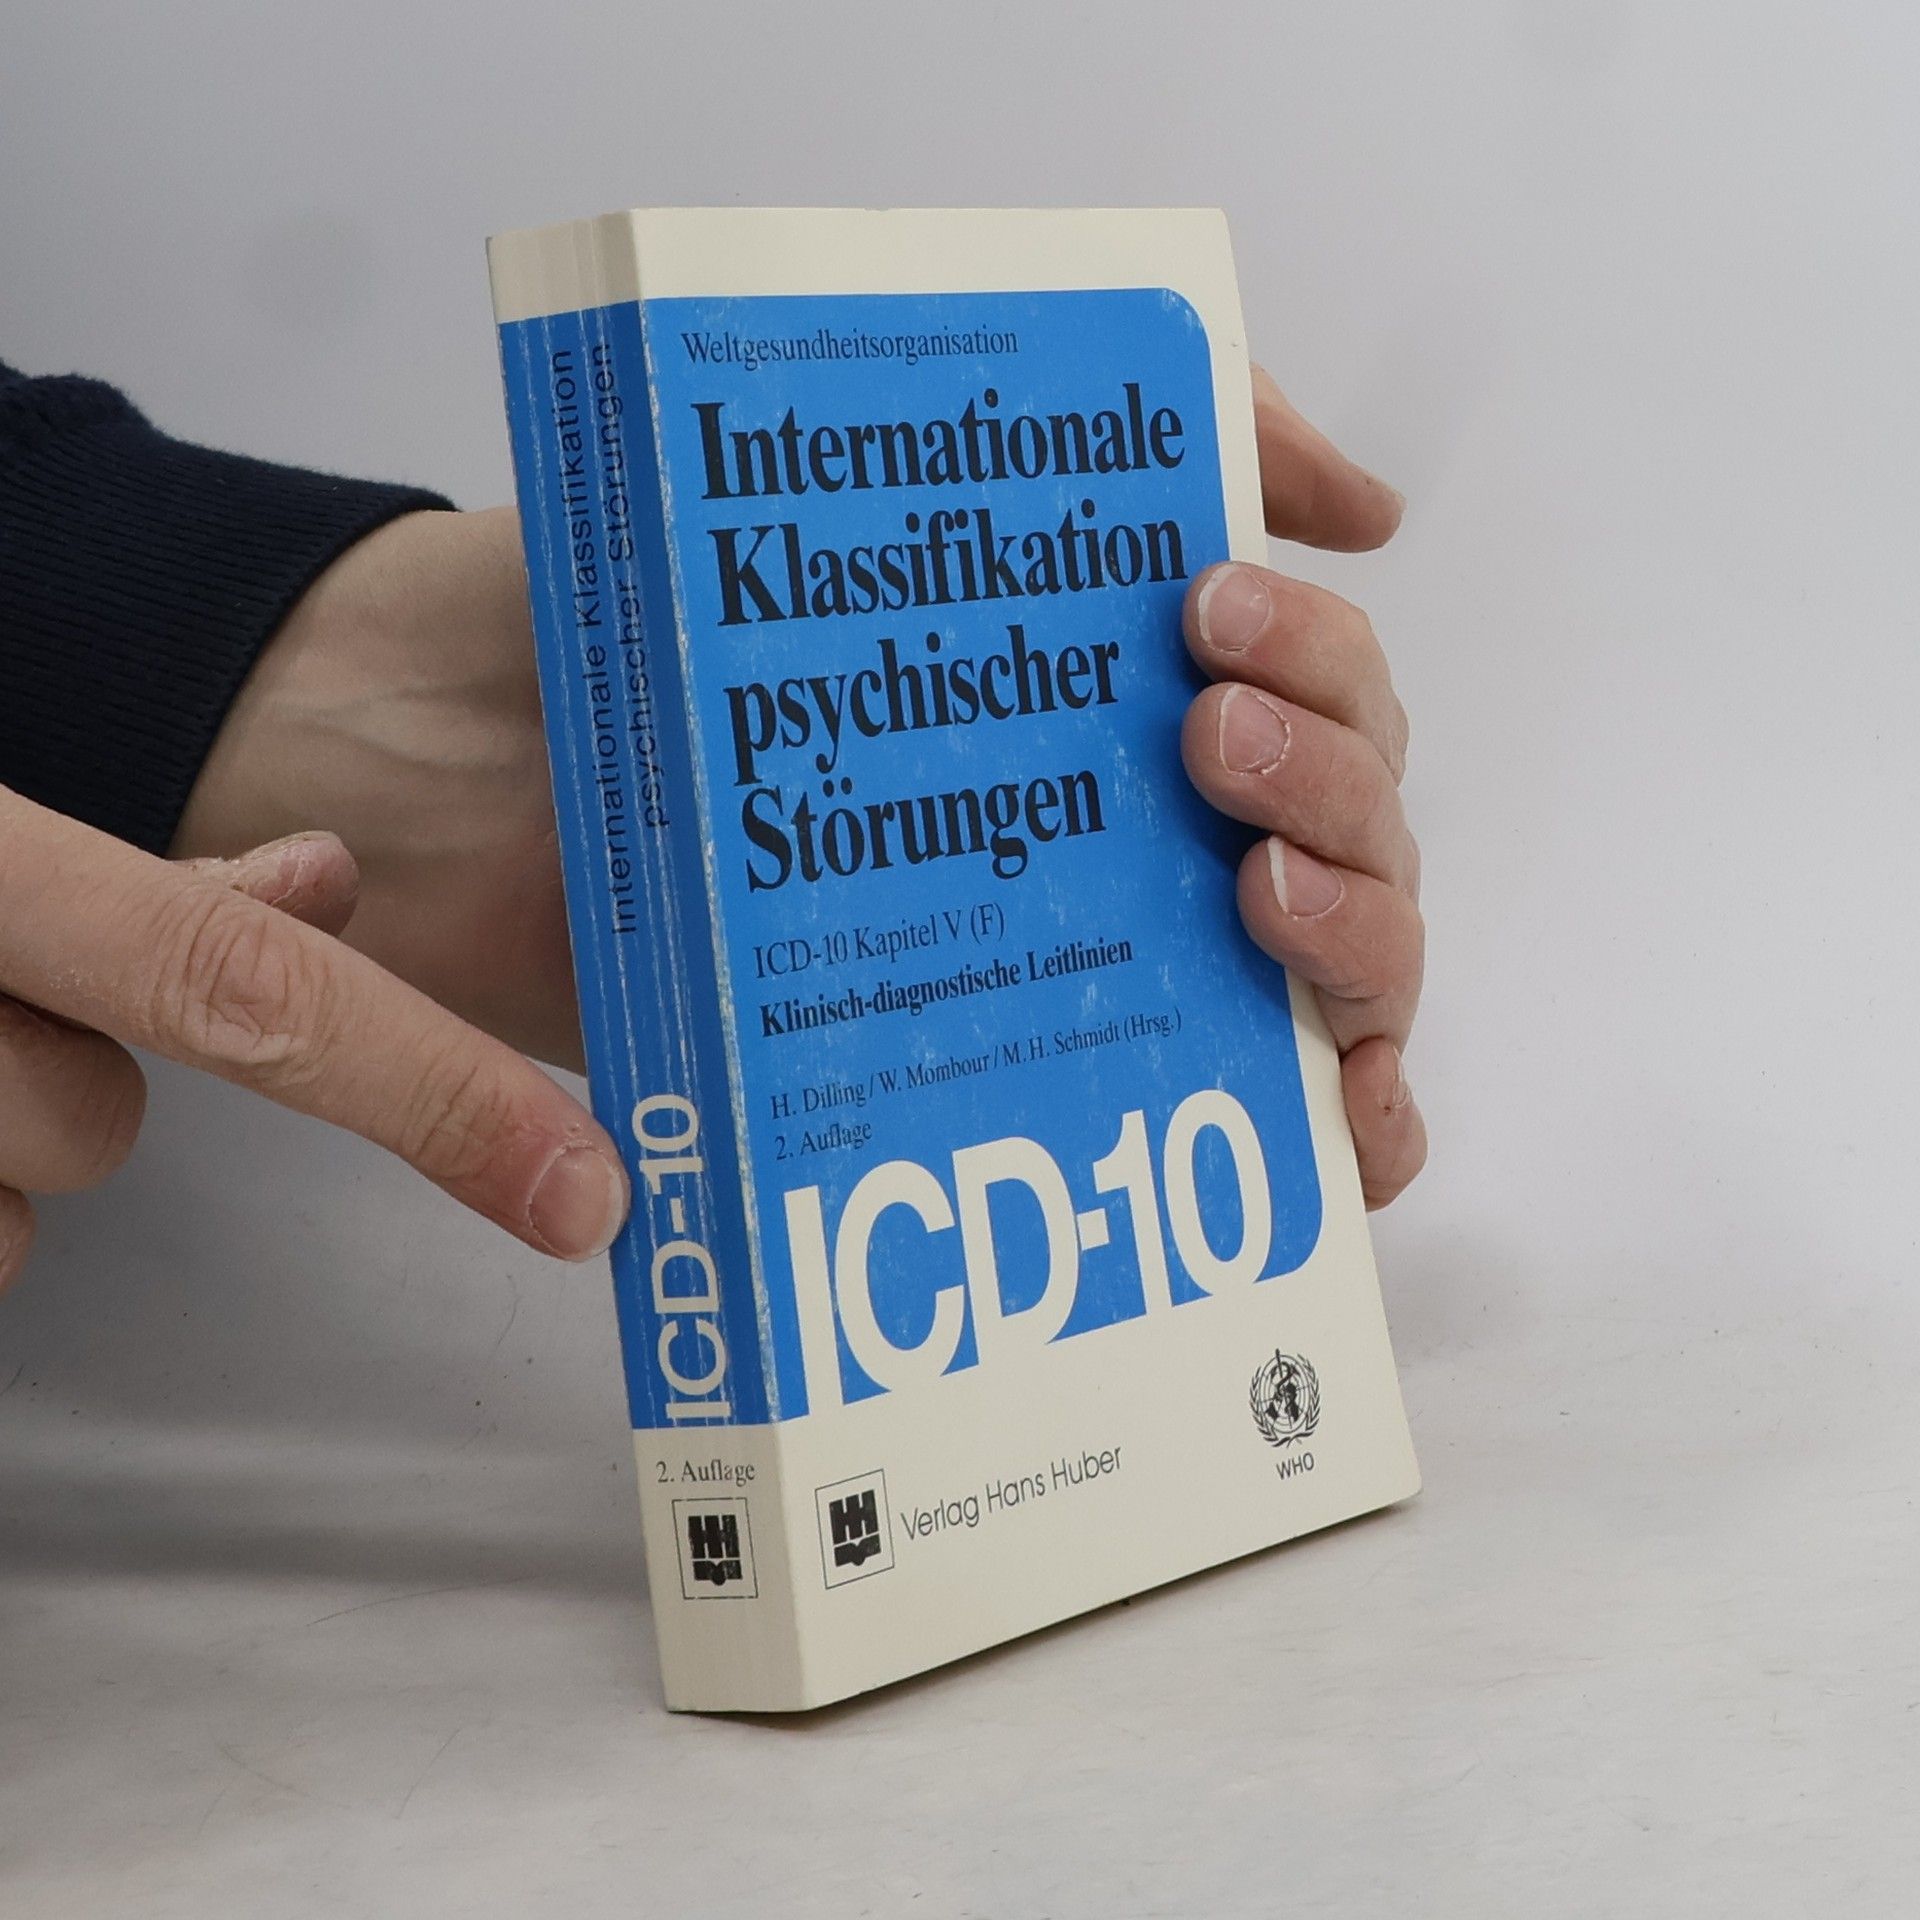 Weltgesundheitsorganisation
Internationale
Klassifikation
psychischer
Störungen
ICD-10 Kapitel V (F)
Klinisch-diagnostische Leitlinien
H. Dilling / W. Mombour / M. H. Schmidt (Hrsg.)
2. Auflage
ICD-10
Verlag Hans Huber
WHO
Internationale Klassifikation
psychischer Störungen
ICD-10
2. Auflage